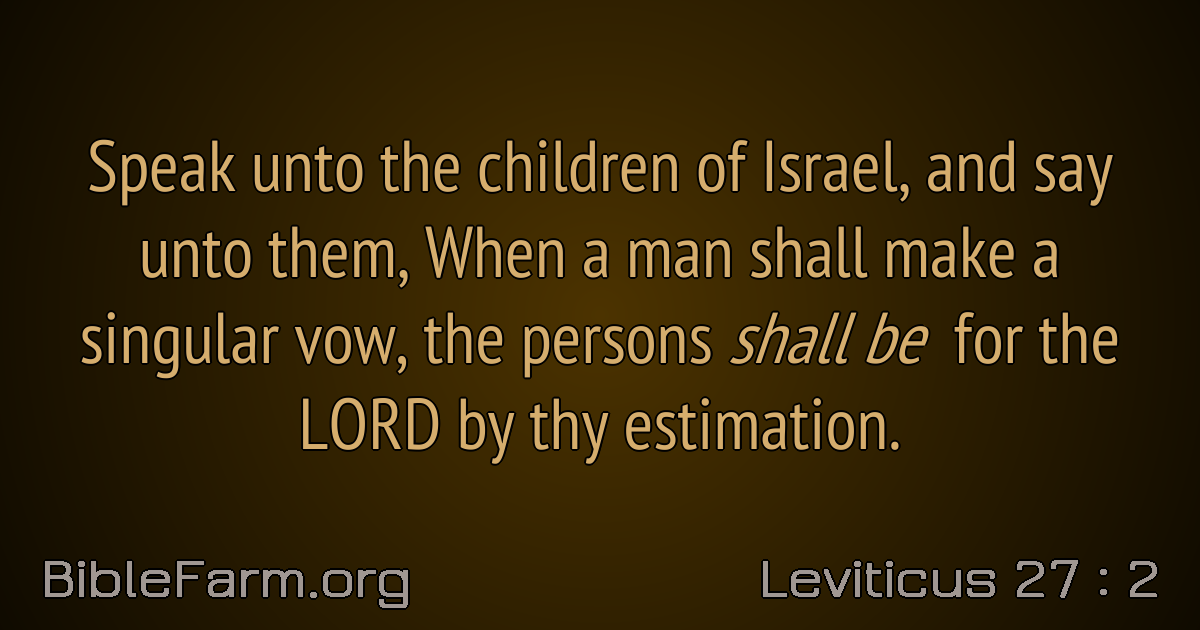 Speak unto the children of Israel, and say
unto them, When a man shall make a
singular vow, the persons shall be for the
LORD by thy estimation.
BibleFarm.org
Leviticus 27 : 2